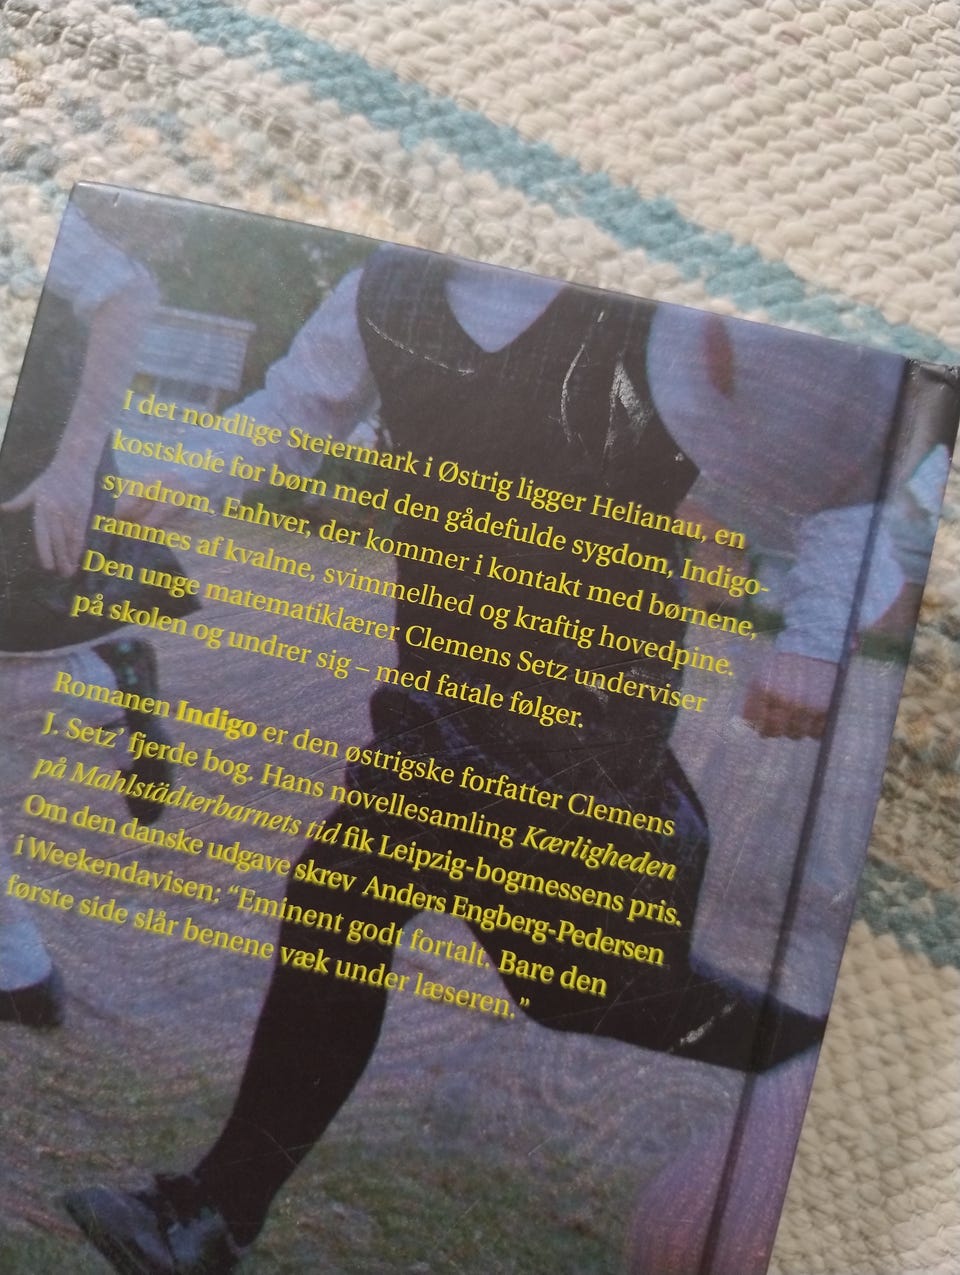 I det nordlige Steiermark i Østrig ligger Helianau, en
kostskole for børn med den gådefulde sygdom, Indigo-
syndrom. Enhver, der kommer i kontakt med børnene,
rammes af kvalme, svimmelhed og kraftig hovedpine.
Den unge matematiklærer Clemens Setz underviser
på skolen og undrer sig – med fatale følger.
Romanen Indigo er den østrigske forfatter Clemens
J. Setz’ fjerde bog. Hans novellesamling Kærligheden
på Mahlstädterbarnets tid fik Leipzig-bogmessens pris.
Om den danske udgave skrev Anders Engberg-Pedersen
i Weekendavisen: “Eminent godt fortalt. Bare den
første side slår benene væk under læseren.”